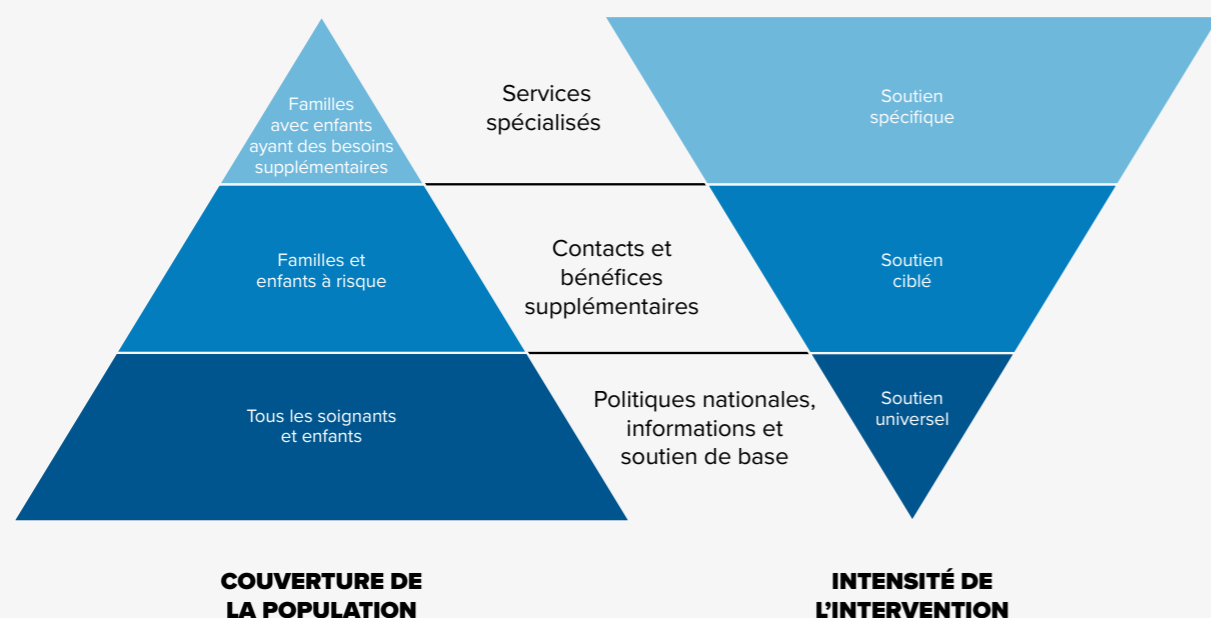 Familles
avec enfants
ayant des besoins
supplémentaires
Services
spécialisés
Soutien
spécifique
Familles et
enfants à risque
Contacts et
bénéfices
supplémentaires
Soutien
ciblé
Tous les soignants
et enfants
Politiques nationales,
informations et
soutien de base
Soutien
universel
COUVERTURE DE
LA POPULATION
INTENSITÉ DE
L’INTERVENTION